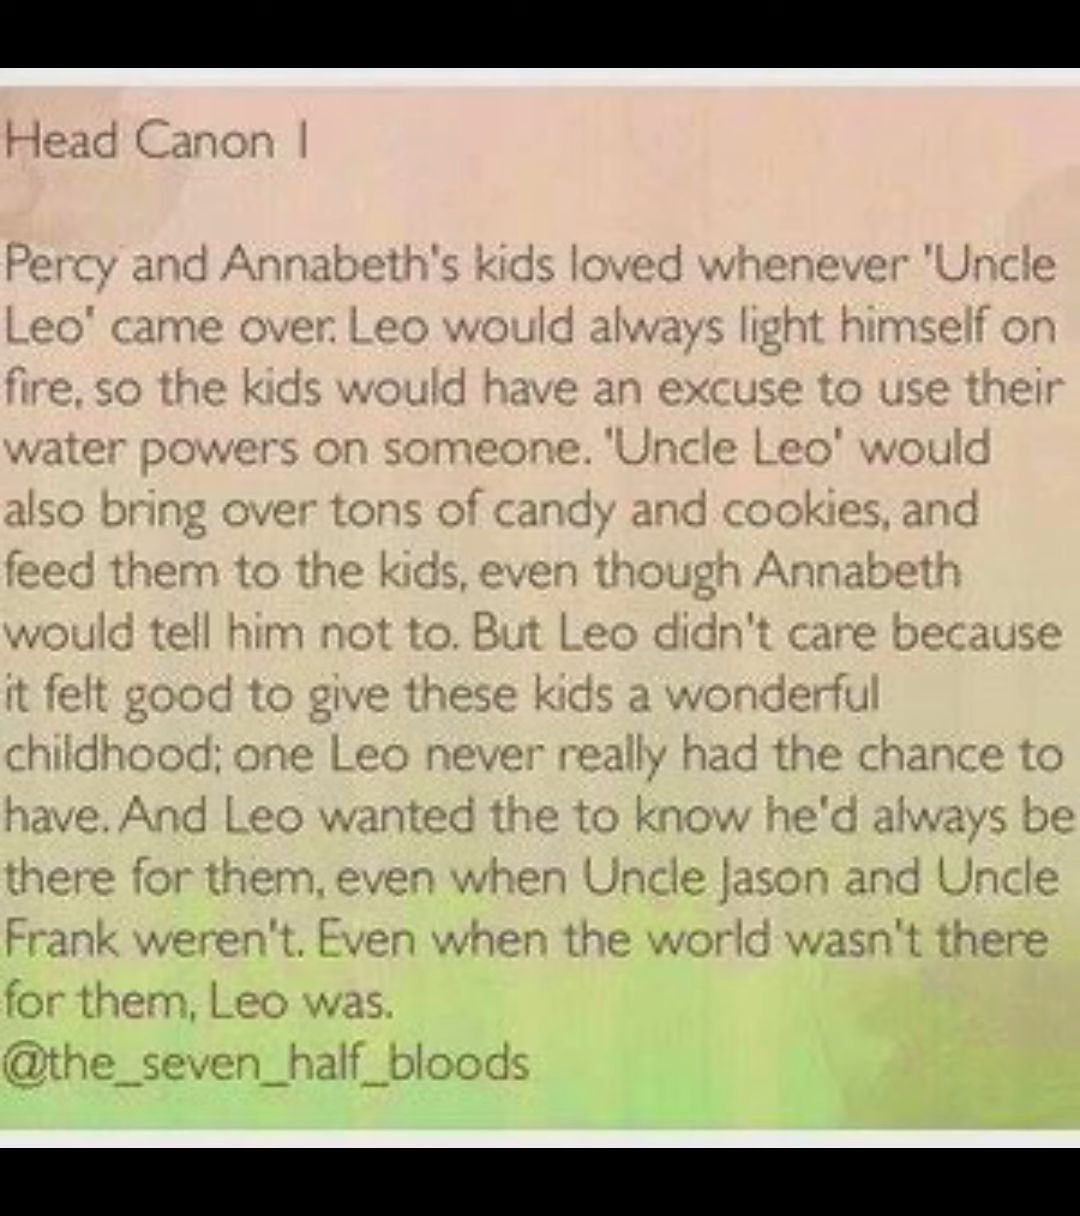 Head Canon 1
Percy and Annabeth's kids loved whenever 'Uncle
Leo' came over. Leo would always light himself on
fire, so the kids would have an excuse to use their
water powers on someone. 'Uncle Leo' would
also bring over tons of candy and cookies, and
feed them to the kids, even though Annabeth
would tell him not to. But Leo didn't care because
it felt good to give these kids a wonderful
childhood; one Leo never really had the chance to
have. And Leo wanted the to know he'd always be
there for them, even when Uncle Jason and Uncle
Frank weren't. Even when the world wasn't there
for them, Leo was.
@the_seven_half_bloods